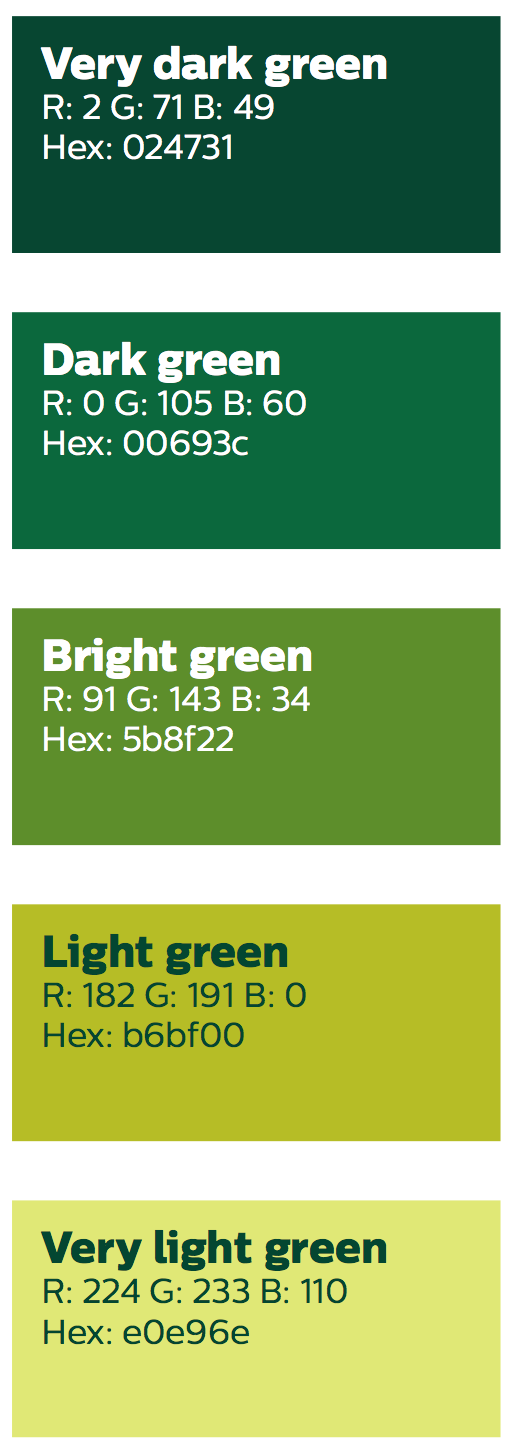 Very dark green
R: 2 G: 71 B: 49
Hex: 024731
Dark green
R: 0 G: 105 B: 60
Hex: 00693c
Bright green
R: 91 G: 143 B: 34
Hex: 5b8f22
Light green
R: 182 G: 191 B: 0
Hex: b6bf00
Very light green
R: 224 G: 233 B: 110
Hex: e0e96e